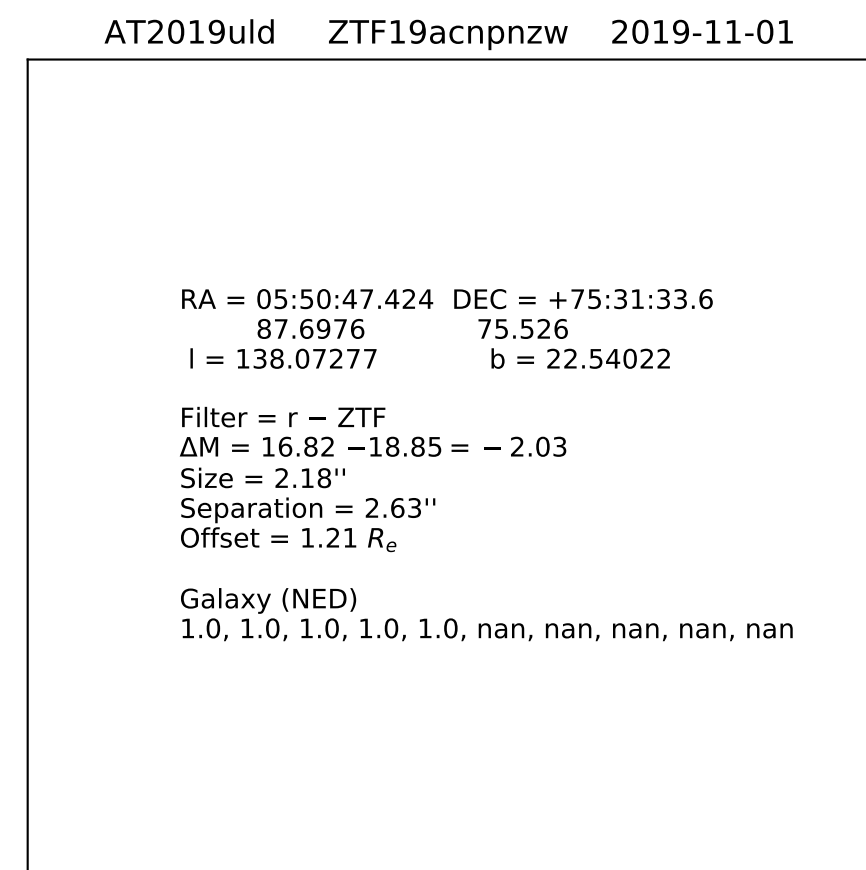 AT2019uld ZTF19acnpnzw 2019-11-01
RA = 05:50:47.424 DEC = +75:31:33.6
87.6976 75.526
l = 138.07277 b = 22.54022
Filter = r − ZTF
ΔM = 16.82 −18.85 = − 2.03
Size = 2.18''
Separation = 2.63''
Offset = 1.21 Re
Galaxy (NED)
1.0, 1.0, 1.0, 1.0, 1.0, nan, nan, nan, nan, nan